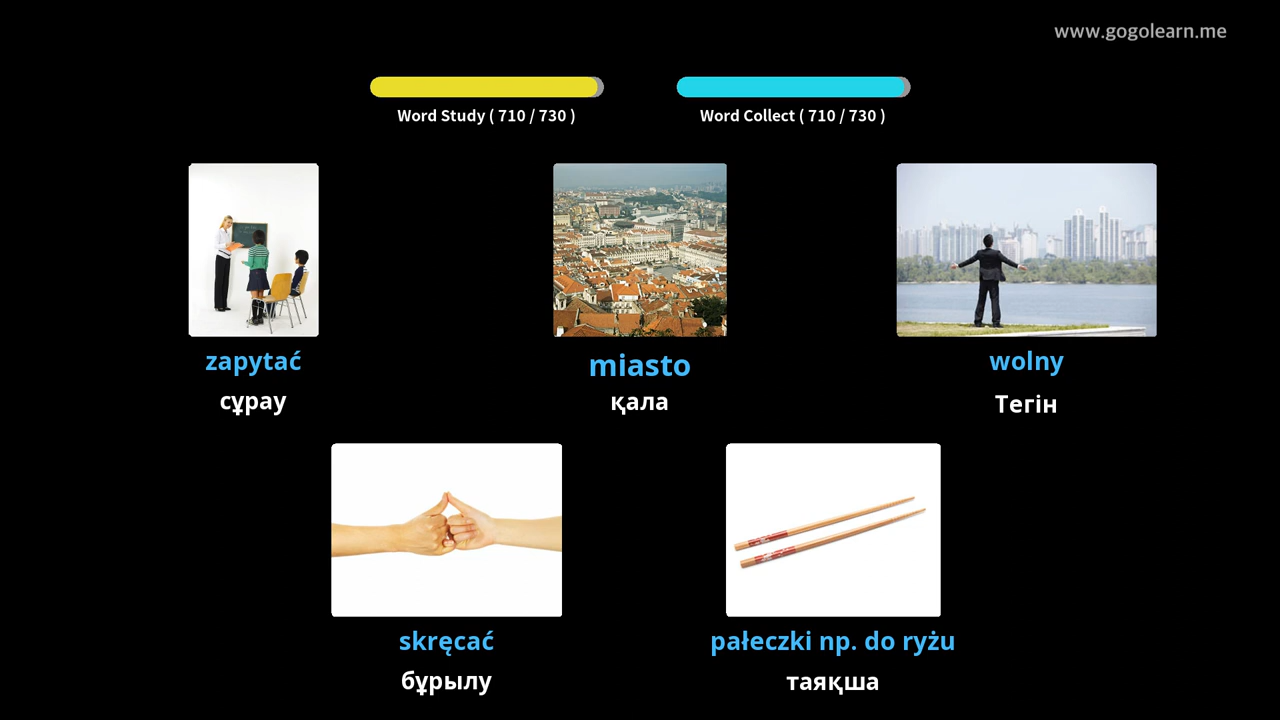 www.gogolearn.me
Word Study ( 710 / 730 )
Word Collect ( 710 / 730 )
zapytać
сұрау
miasto
қала
wolny
Тегін
skręcać
бұрылу
pałeczki np. do ryżu
таяқша